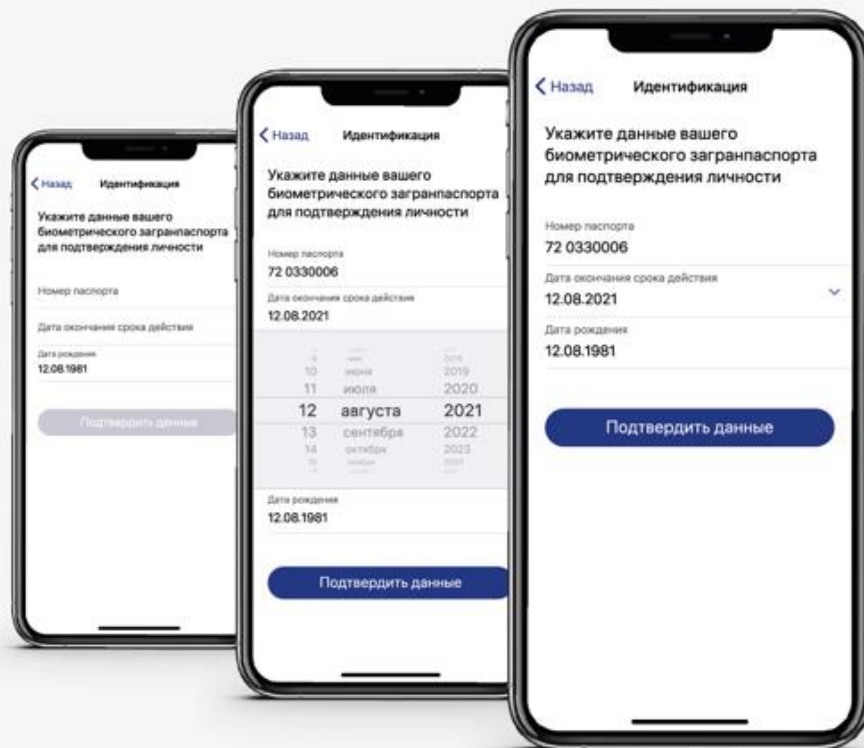 Назад Идентификация
Укажите данные вашего
биометрического загранпаспорта
для подтверждения личности
Номер паспорта
Дата окончания срока действия
Дата рождения
12.08.1981
Подтвердить данные
Назад Идентификация
Укажите данные вашего
биометрического загранпаспорта
для подтверждения личности
Номер паспорта
72 0330006
Дата окончания срока действия
12.08.2021
10 июня 2019
11 июля 2020
12 августа 2021
13 сентября 2022
14 октября 2023
Дата рождения
12.08.1981
Подтвердить данные
Назад Идентификация
Укажите данные вашего
биометрического загранпаспорта
для подтверждения личности
Номер паспорта
72 0330006
Дата окончания срока действия
12.08.2021
Дата рождения
12.08.1981
Подтвердить данные